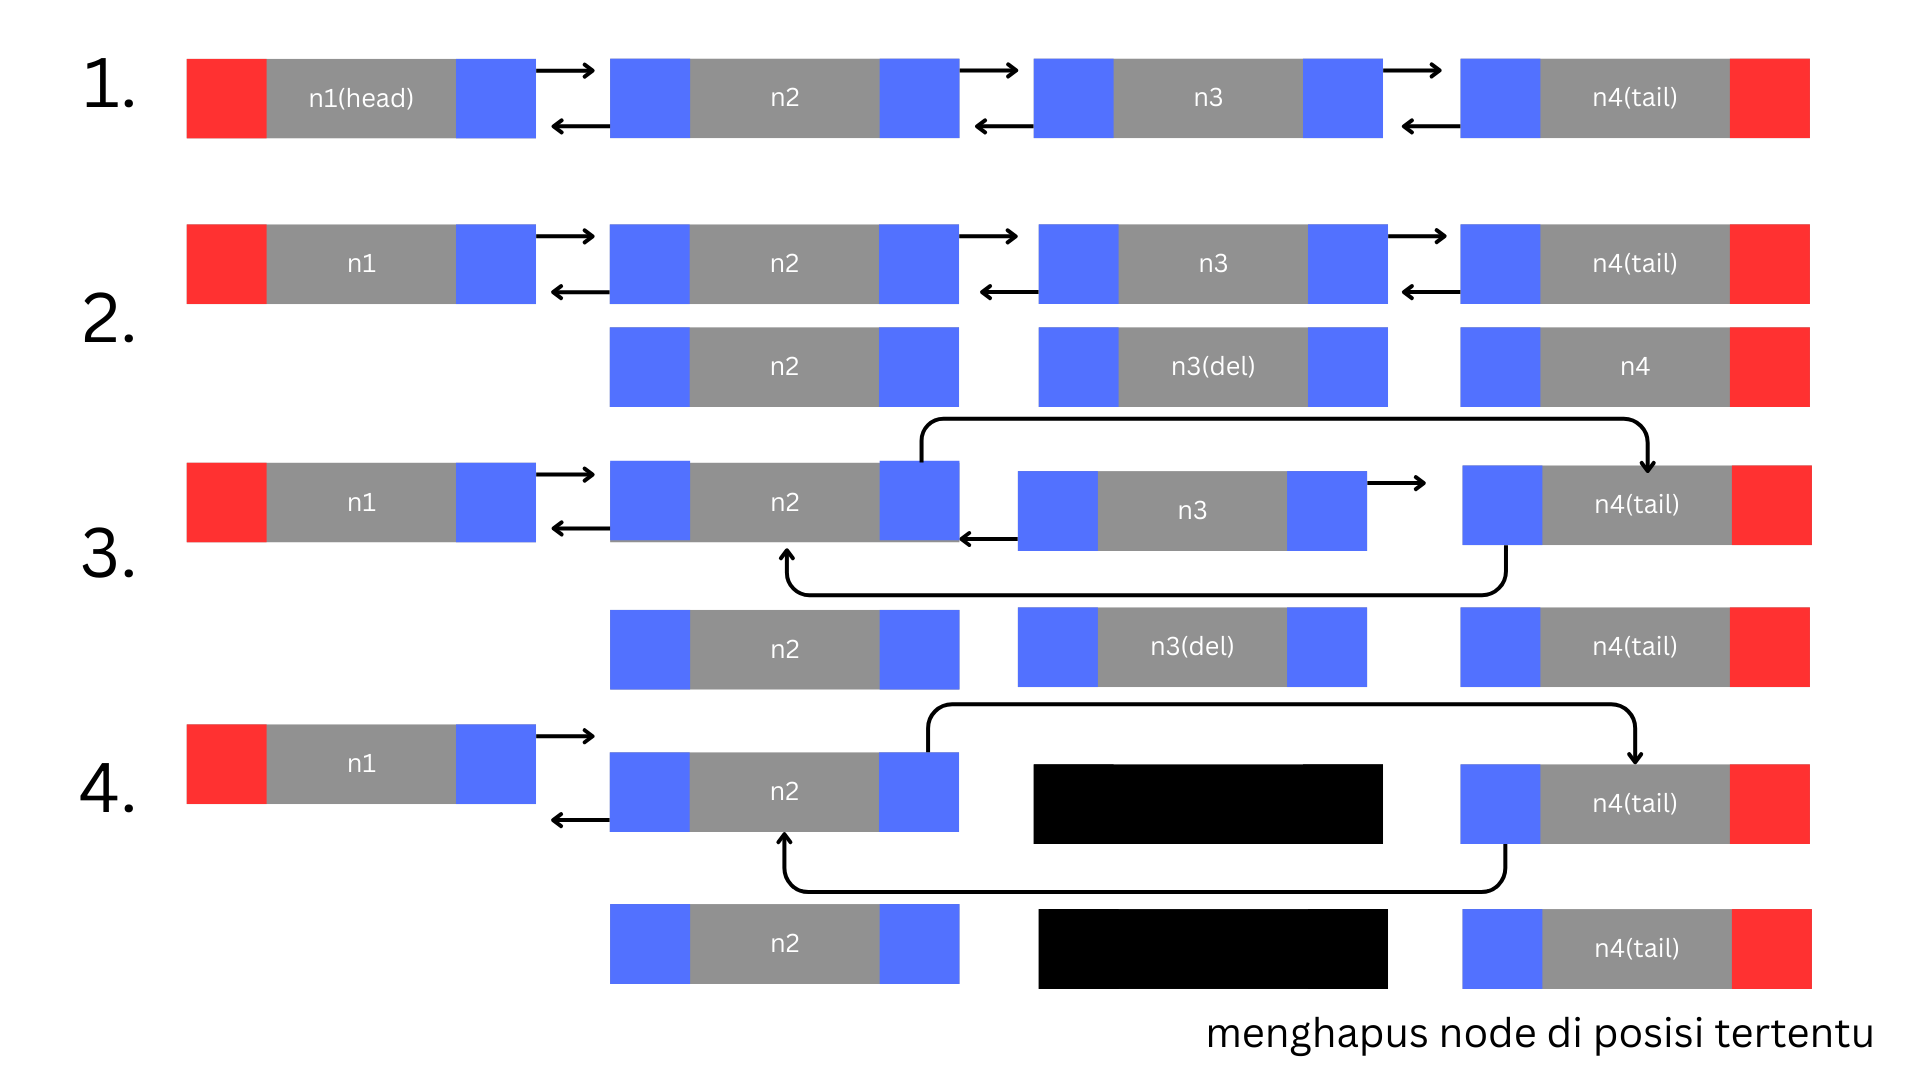 1.
n1(head)
n2
n3
n4(tail)
2.
n1
n2
n3
n4(tail)
n2
n3(del)
n4
3.
n1
n2
n3
n4(tail)
n2
n3(del)
n4(tail)
4.
n1
n2
n4(tail)
n2
n4(tail)
menghapus node di posisi tertentu